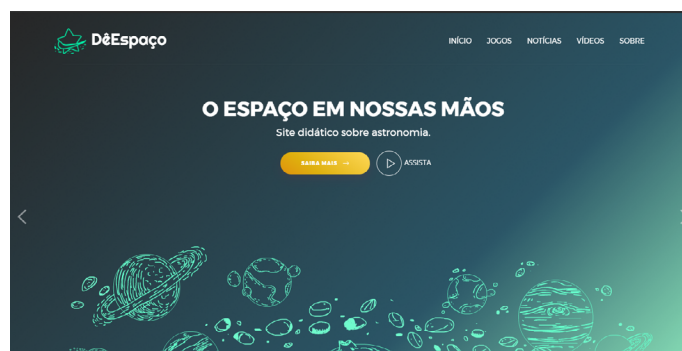 DêEspaço
INÍCIO JOGOS NOTÍCIAS VÍDEOS SOBRE
O ESPAÇO EM NOSSAS MÃOS
Site didático sobre astronomia.
SAIBA MAIS → ASSISTA